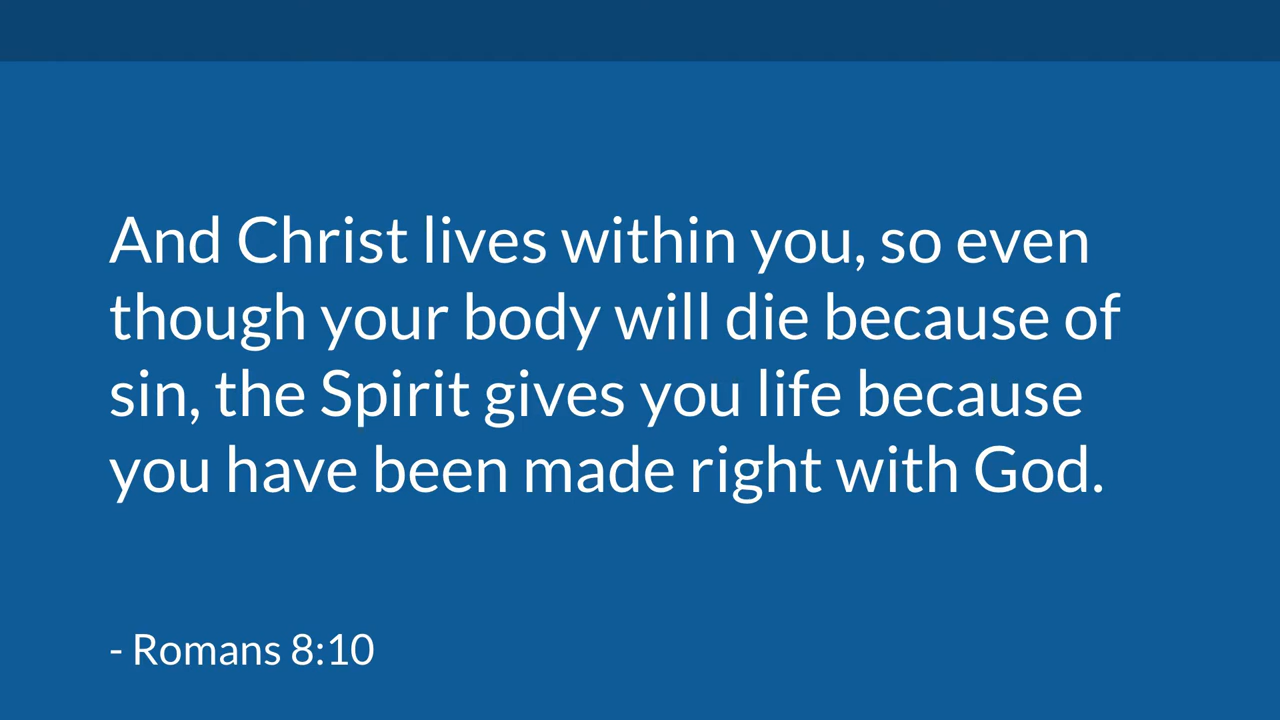 And Christ lives within you, so even
though your body will die because of
sin, the Spirit gives you life because
you have been made right with God.
- Romans 8:10